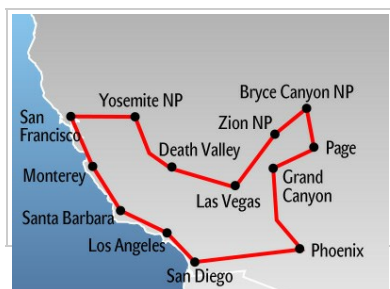 Bryce Canyon NP
Yosemite NP
San
Francisco
Zion NP
Death Valley
Page
Monterey
Grand
Canyon
Las Vegas
Santa Barbara
Los Angeles
Phoenix
San Diego